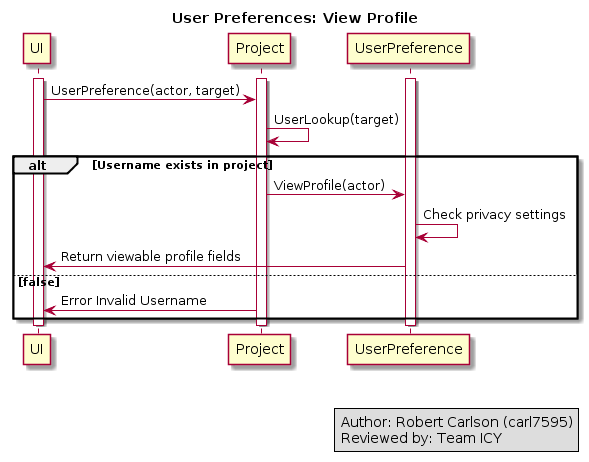 User Preferences: View Profile
UI
Project
UserPreference
UserPreference(actor, target)
UserLookup(target)
alt
[Username exists in project]
ViewProfile(actor)
Check privacy settings
Return viewable profile fields
[false]
Error Invalid Username
UI
Project
UserPreference
Author: Robert Carlson (carl7595)
Reviewed by: Team ICY